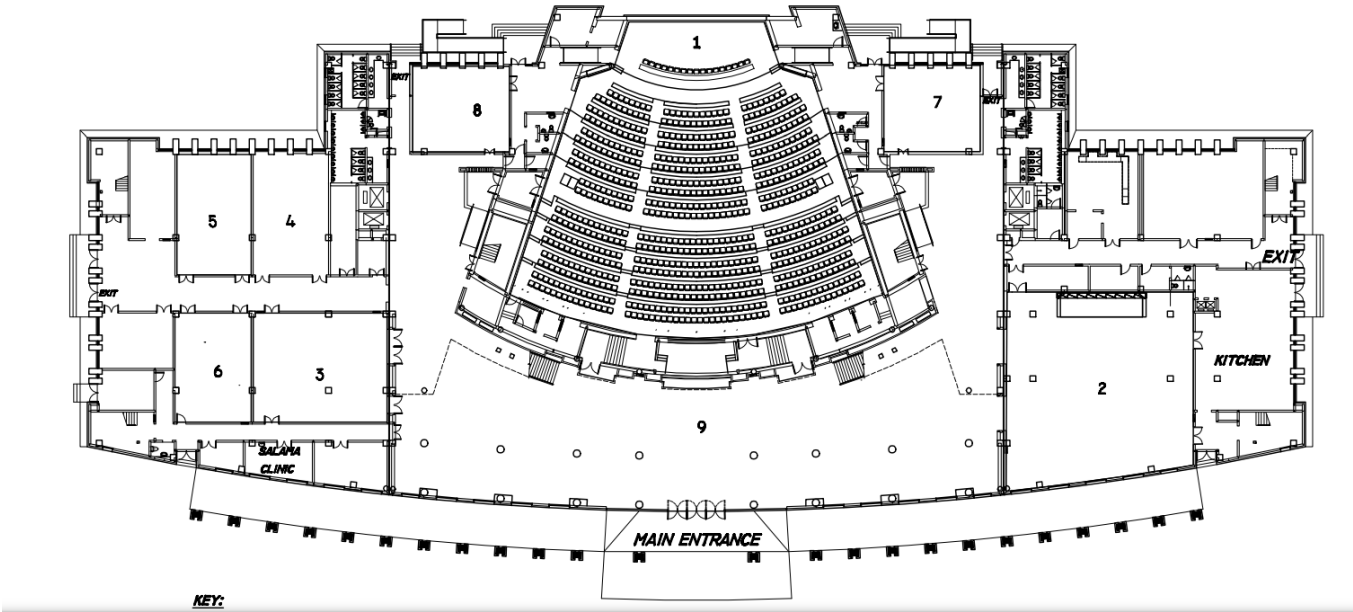 1
EXIT
8
7
EXIT
5
4
EXIT
EXIT
6
3
KITCHEN
2
9
SALAMA
CLINIC
MAIN ENTRANCE
KEY: